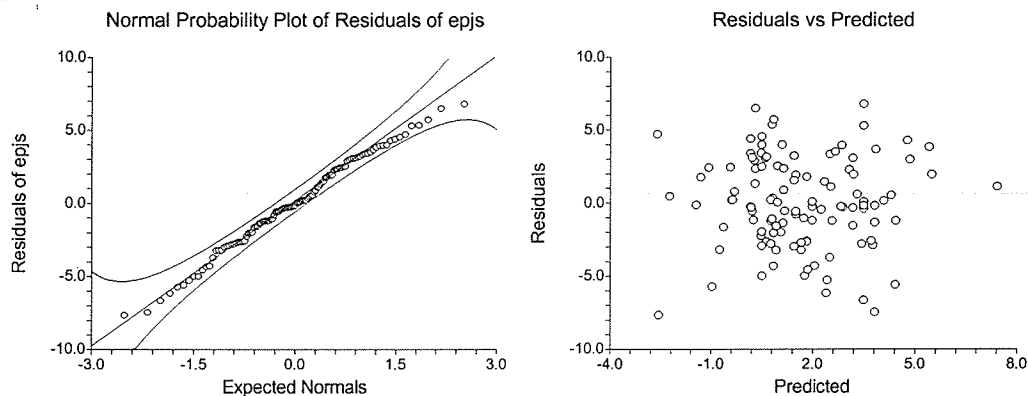 Normal Probability Plot of Residuals of epjs
10.0
5.0
0.0
-5.0
-10.0
Residuals of epjs
-3.0 -1.5 0.0 1.5 3.0
Expected Normals
Residuals vs Predicted
10.0
5.0
0.0
-5.0
-10.0
Residuals
-4.0 -1.0 2.0 5.0 8.0
Predicted